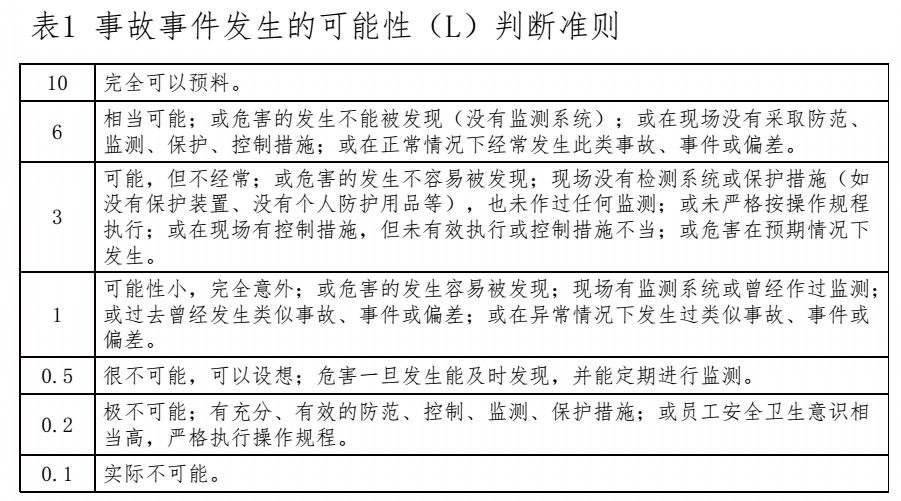 表1 事故事件发生的可能性（L）判断准则
10
完全可以预料。
6
相当可能；或危害的发生不能被发现（没有监测系统）；或在现场没有采取防范、
监测、保护、控制措施；或在正常情况下经常发生此类事故、事件或偏差。
3
可能，但不经常；或危害的发生不容易被发现；现场没有检测系统或保护措施（如
没有保护装置、没有个人防护用品等），也未作过任何监测；或未严格按操作规程
执行；或在现场有控制措施，但未有效执行或控制措施不当；或危害在预期情况下
发生。
1
可能性小，完全意外；或危害的发生容易被发现；现场有监测系统或曾经作过监测；
或过去曾经发生类似事故、事件或偏差；或在异常情况下发生过类似事故、事件或
偏差。
0.5
很不可能，可以设想；危害一旦发生能及时发现，并能定期进行监测。
0.2
极不可能；有充分、有效的防范、控制、监测、保护措施；或员工安全卫生意识相
当高，严格执行操作规程。
0.1
实际不可能。